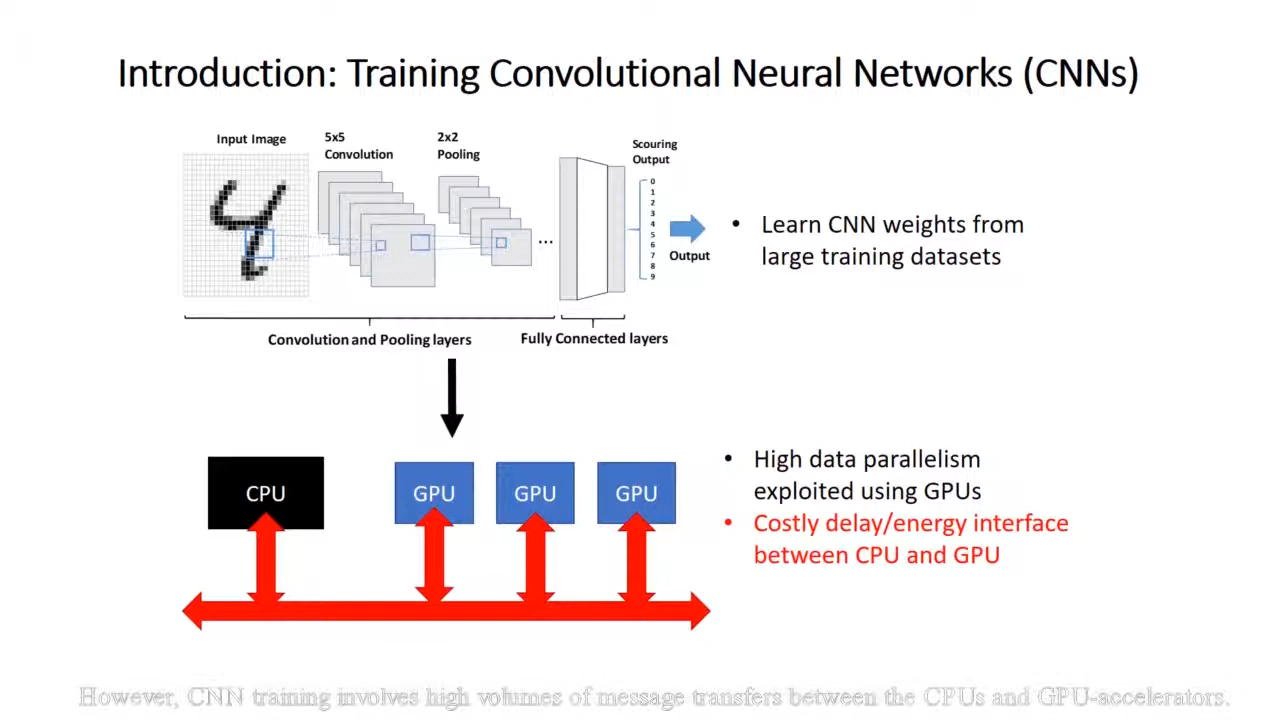 Introduction: Training Convolutional Neural Networks (CNNs)
Input Image
5x5
Convolution
2x2
Pooling
Scouring
Output
0
1
2
3
4
5
6
7
8
9
...
Output
Convolution and Pooling layers
Fully Connected layers
• Learn CNN weights from
large training datasets
CPU
GPU
GPU
GPU
• High data parallelism
exploited using GPUs
• Costly delay/energy interface
between CPU and GPU
However, CNN training involves high volumes of message transfers between the CPUs and GPU-accelerators.